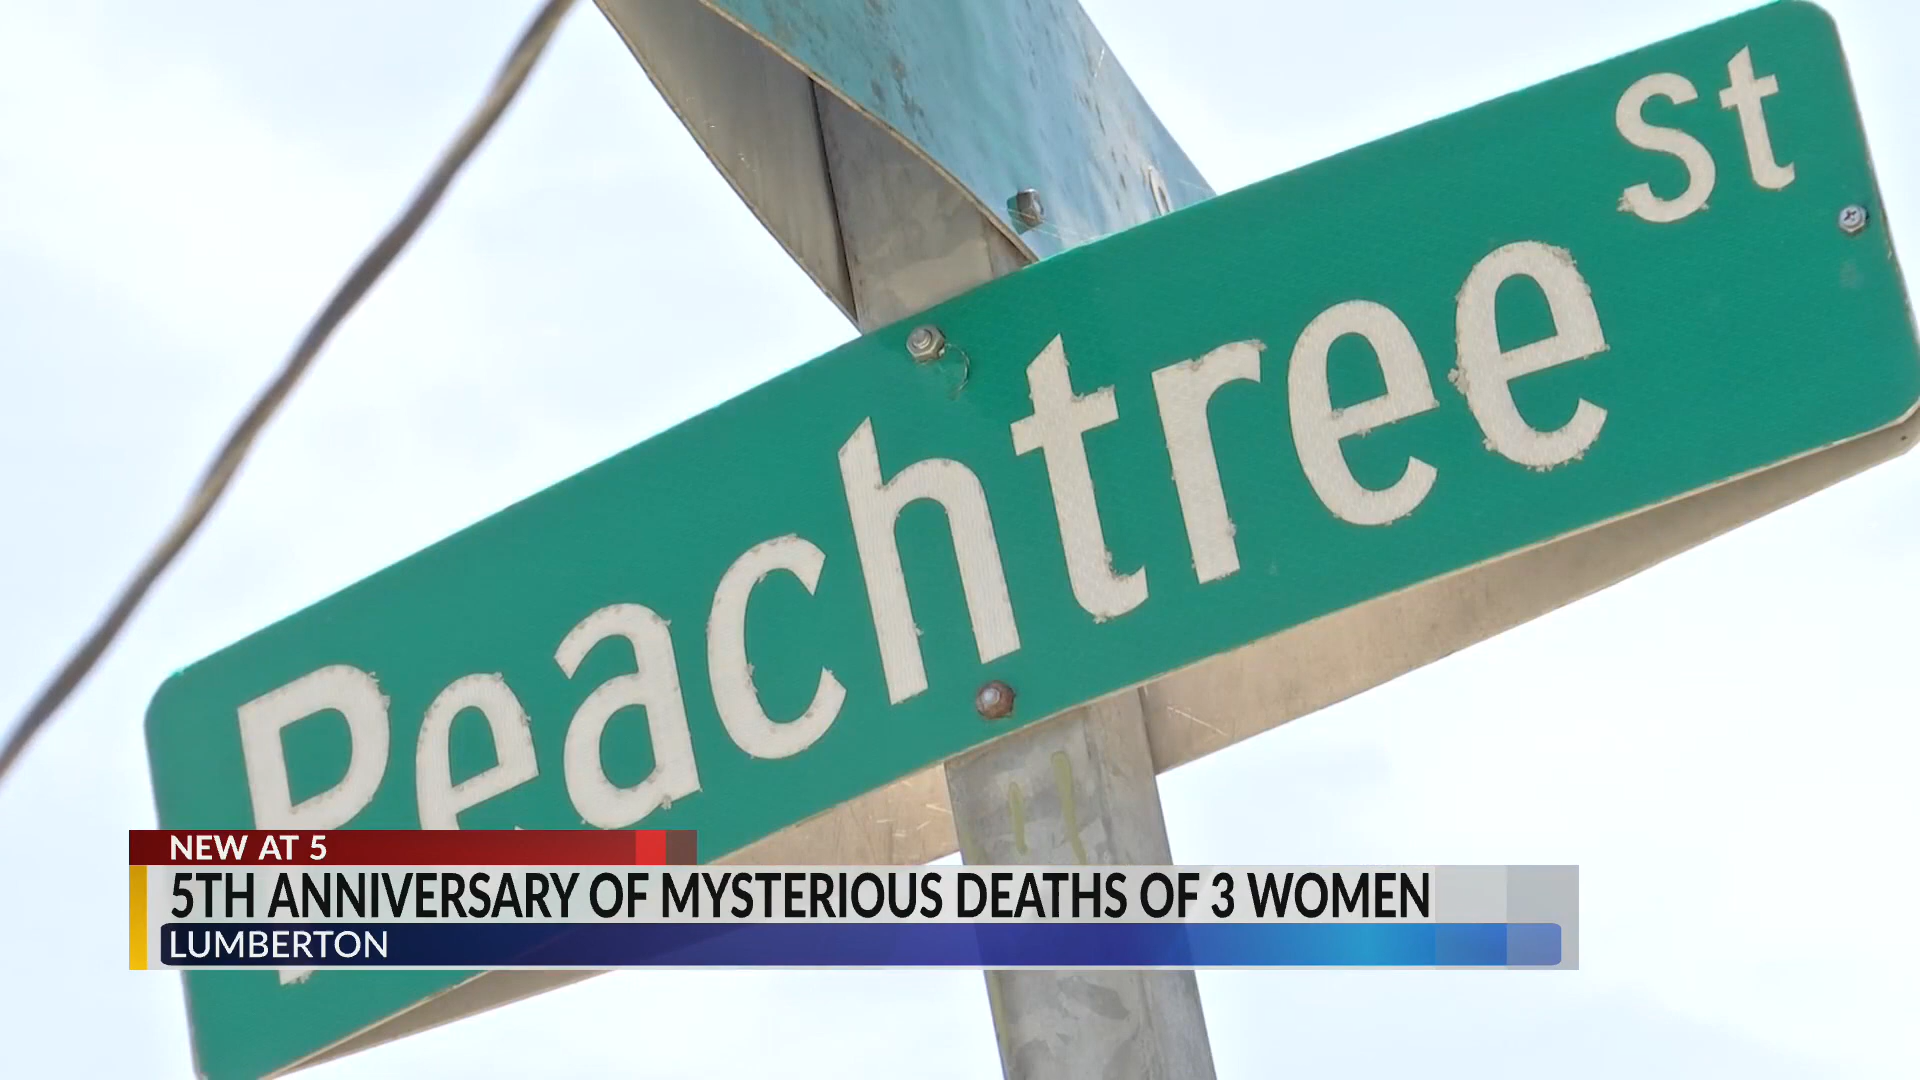 Peachtree St
NEW AT 5
5TH ANNIVERSARY OF MYSTERIOUS DEATHS OF 3 WOMEN
LUMBERTON